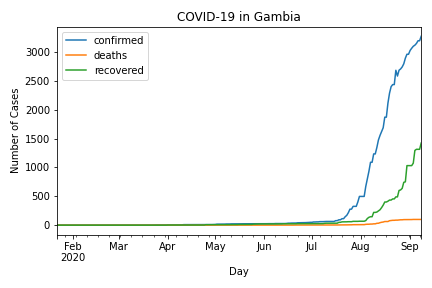 COVID-19 in Gambia
confirmed
deaths
recovered
Number of Cases
3000
2500
2000
1500
1000
500
0
Feb Mar Apr May Jun Jul Aug Sep
2020
Day